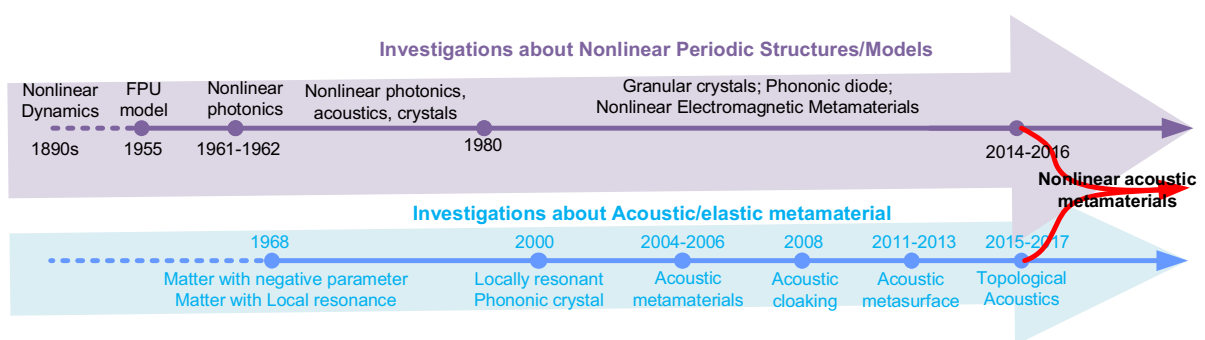 Investigations about Nonlinear Periodic Structures/Models
Nonlinear
Dynamics
FPU
model
Nonlinear
photonics
Nonlinear photonics,
acoustics, crystals
Granular crystals; Phononic diode;
Nonlinear Electromagnetic Metamaterials
1890s
1955
1961-1962
1980
2014-2016
Nonlinear acoustic
metamaterials
Investigations about Acoustic/elastic metamaterial
1968
2000
2004-2006
2008
2011-2013
2015-2017
Matter with negative parameter
Matter with Local resonance
Locally resonant
Phononic crystal
Acoustic
metamaterials
Acoustic
cloaking
Acoustic
metasurface
Topological
Acoustics